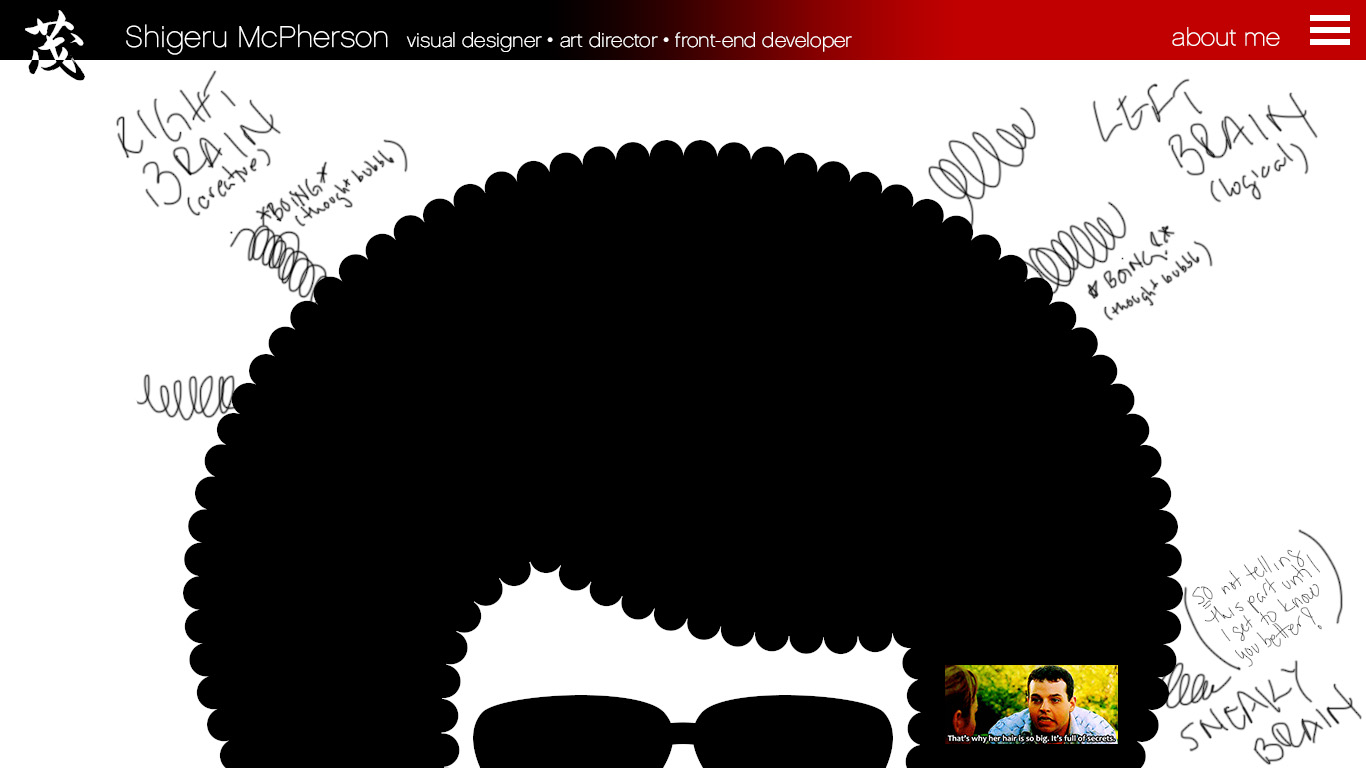 茂
Shigeru McPherson visual designer • art director • front-end developer
about me
RIGHT
BRAIN
(creative)
*BOING*
(thought bubble)
LEFT
BRAIN
(logical)
*BOING!*
(thought bubble)
(SO not telling
this part until
I get to know
you better!)
SNEAKY
BRAIN
That's why her hair is so big. It's full of secrets.